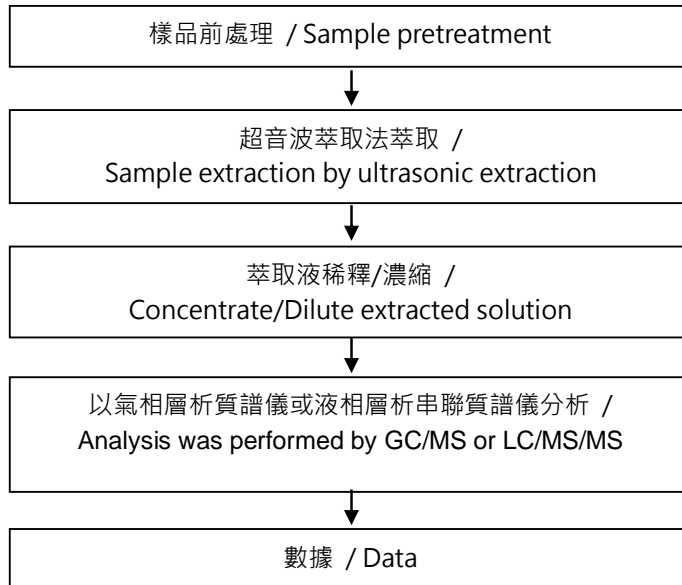 樣品前處理 / Sample pretreatment
超音波萃取法萃取 /
Sample extraction by ultrasonic extraction
萃取液稀釋/濃縮 /
Concentrate/Dilute extracted solution
以氣相層析質譜儀或液相層析串聯質譜儀分析 /
Analysis was performed by GC/MS or LC/MS/MS
數據 / Data